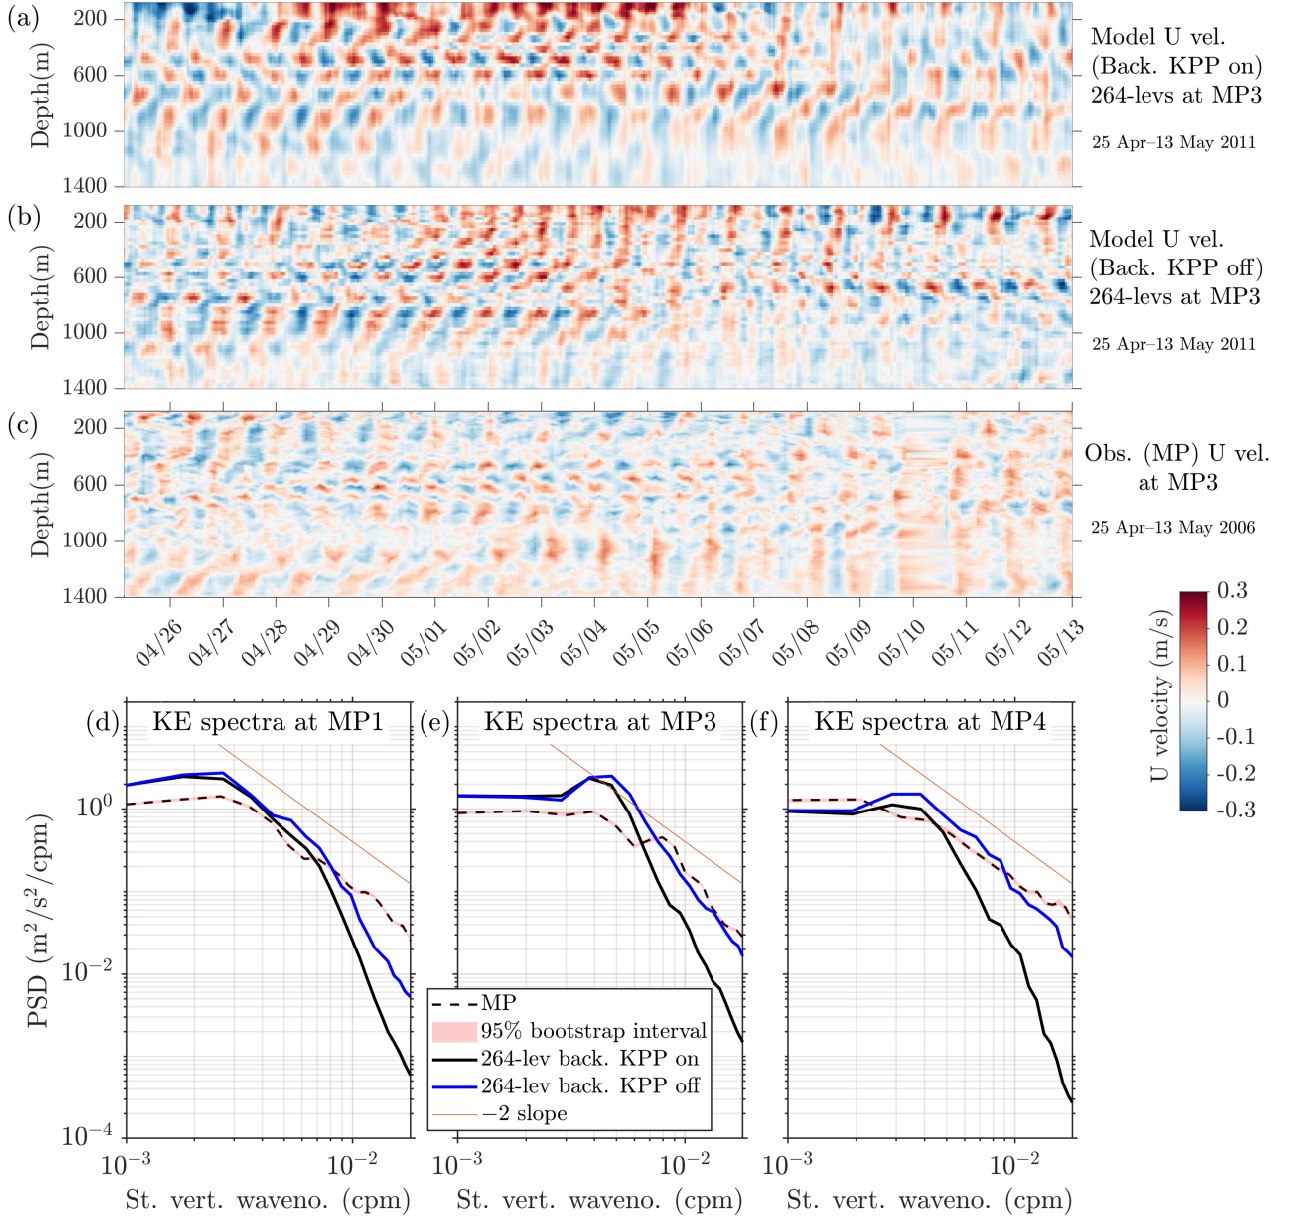 (a)
200
600
1000
1400
Depth(m)
Model U vel.
(Back. KPP on)
264-levs at MP3
25 Apr–13 May 2011
(b)
200
600
1000
1400
Depth(m)
Model U vel.
(Back. KPP off)
264-levs at MP3
25 Apr–13 May 2011
(c)
200
600
1000
1400
Depth(m)
Obs. (MP) U vel.
at MP3
25 Apr–13 May 2006
04/26
04/27
04/28
04/29
04/30
05/01
05/02
05/03
05/04
05/05
05/06
05/07
05/08
05/09
05/10
05/11
05/12
05/13
0.3
0.2
0.1
0
-0.1
-0.2
-0.3
U velocity (m/s)
(d) KE spectra at MP1
(e) KE spectra at MP3
(f) KE spectra at MP4
10^0
10^−2
10^−4
PSD (m^2/s^2/cpm)
MP
95% bootstrap interval
264-lev back. KPP on
264-lev back. KPP off
−2 slope
10^−3 10^−2
10^−3 10^−2
10^−3 10^−2
St. vert. waveno. (cpm)
St. vert. waveno. (cpm)
St. vert. waveno. (cpm)